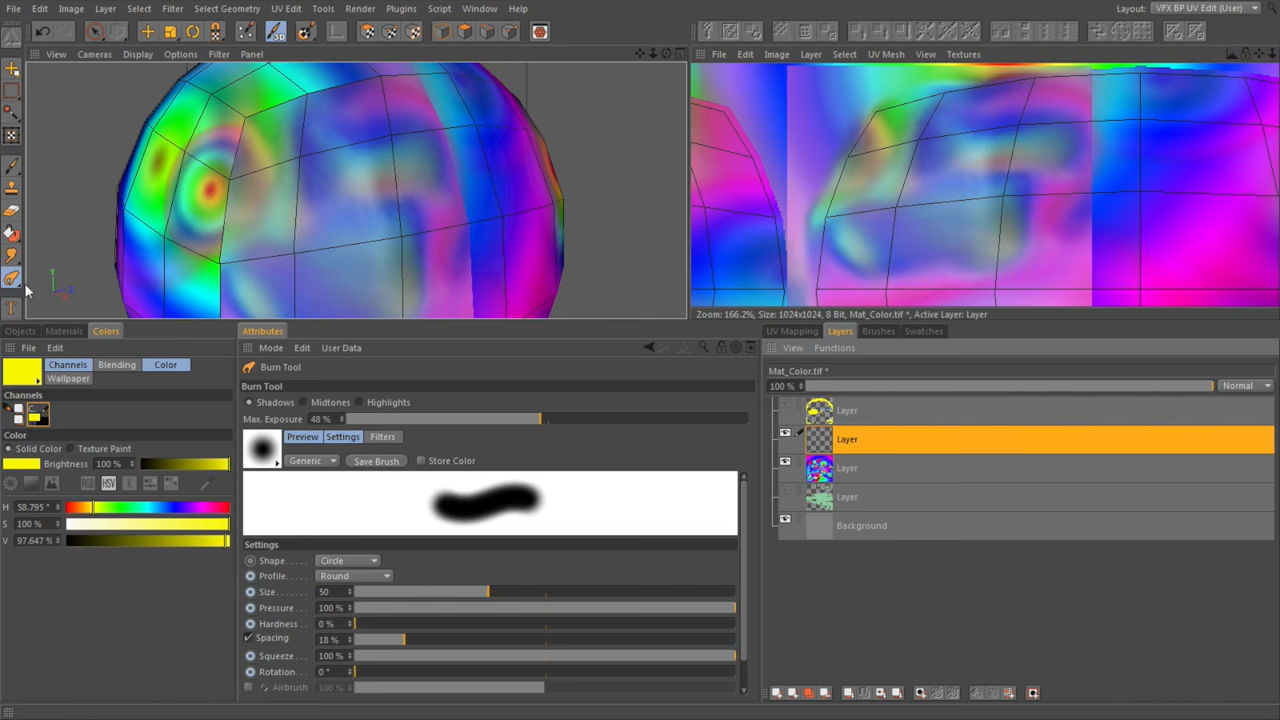 File Edit Image Layer Select Filter Select Geometry UV Edit Tools Render Plugins Script Window Help Layout: VFX BP UV Edit (User)
View Cameras Display Options Filter Panel
File Edit Image Layer Select UV Mesh View Textures
Y
Z
X
Zoom: 166.2%, Size: 1024x1024, 8 Bit, Mat_Color.tif *, Active Layer: Layer
Objects Materials Colors
Attributes
UV Mapping Layers Brushes Swatches
File Edit
Mode Edit User Data
View Functions
Channels Blending Color
Wallpaper
Burn Tool
Mat_Color.tif *
Burn Tool
100 % Normal
Channels
Shadows Midtones Highlights
Layer
Max. Exposure 48 %
Color
Preview Settings Filters
Layer
Solid Color Texture Paint
Generic Save Brush Store Color
Brightness 100 %
Layer
HSV
Layer
H 58.795 °
S 100 %
V 97.647 %
Background
Settings
Shape Circle
Profile Round
Size 50
Pressure 100 %
Hardness 0 %
Spacing 18 %
Squeeze 100 %
Rotation 0 °
Airbrush 100 %